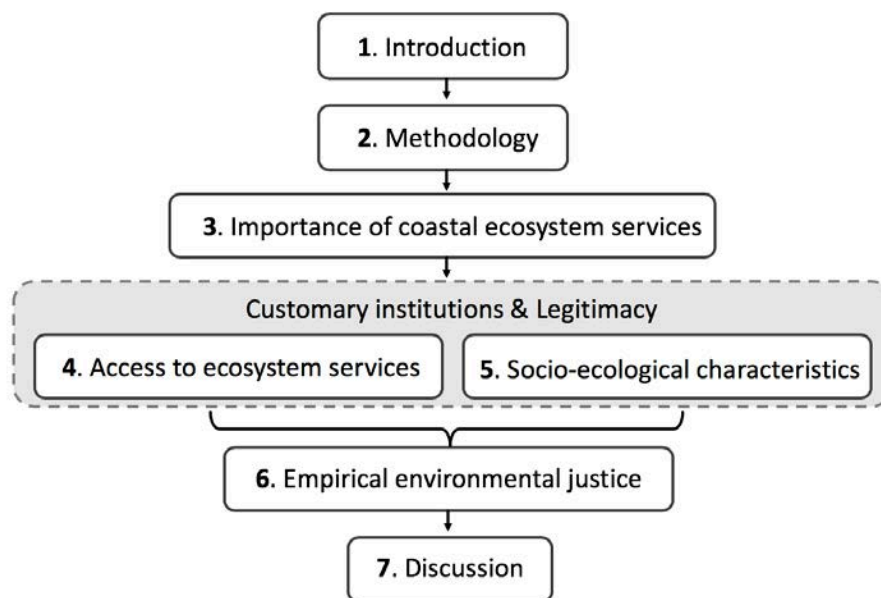 1. Introduction
2. Methodology
3. Importance of coastal ecosystem services
Customary institutions & Legitimacy
4. Access to ecosystem services
5. Socio-ecological characteristics
6. Empirical environmental justice
7. Discussion